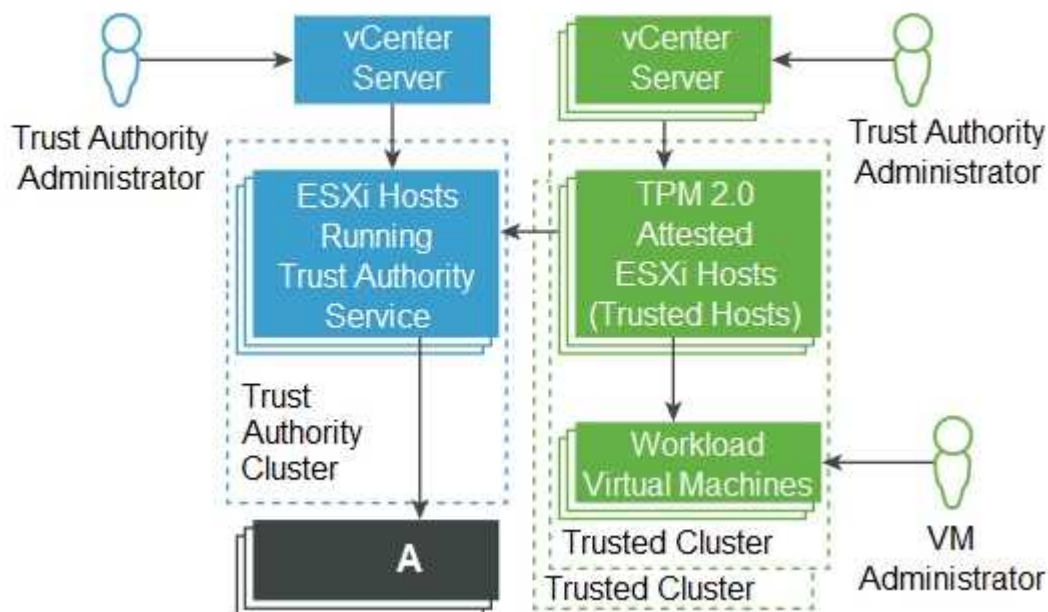 vCenter
Server
vCenter
Server
Trust Authority
Administrator
Trust Authority
Administrator
ESXi Hosts
Running
Trust Authority
Service
TPM 2.0
Attested
ESXi Hosts
(Trusted Hosts)
Trust
Authority
Cluster
Workload
Virtual Machines
Trusted Cluster
Trusted Cluster
VM
Administrator
A